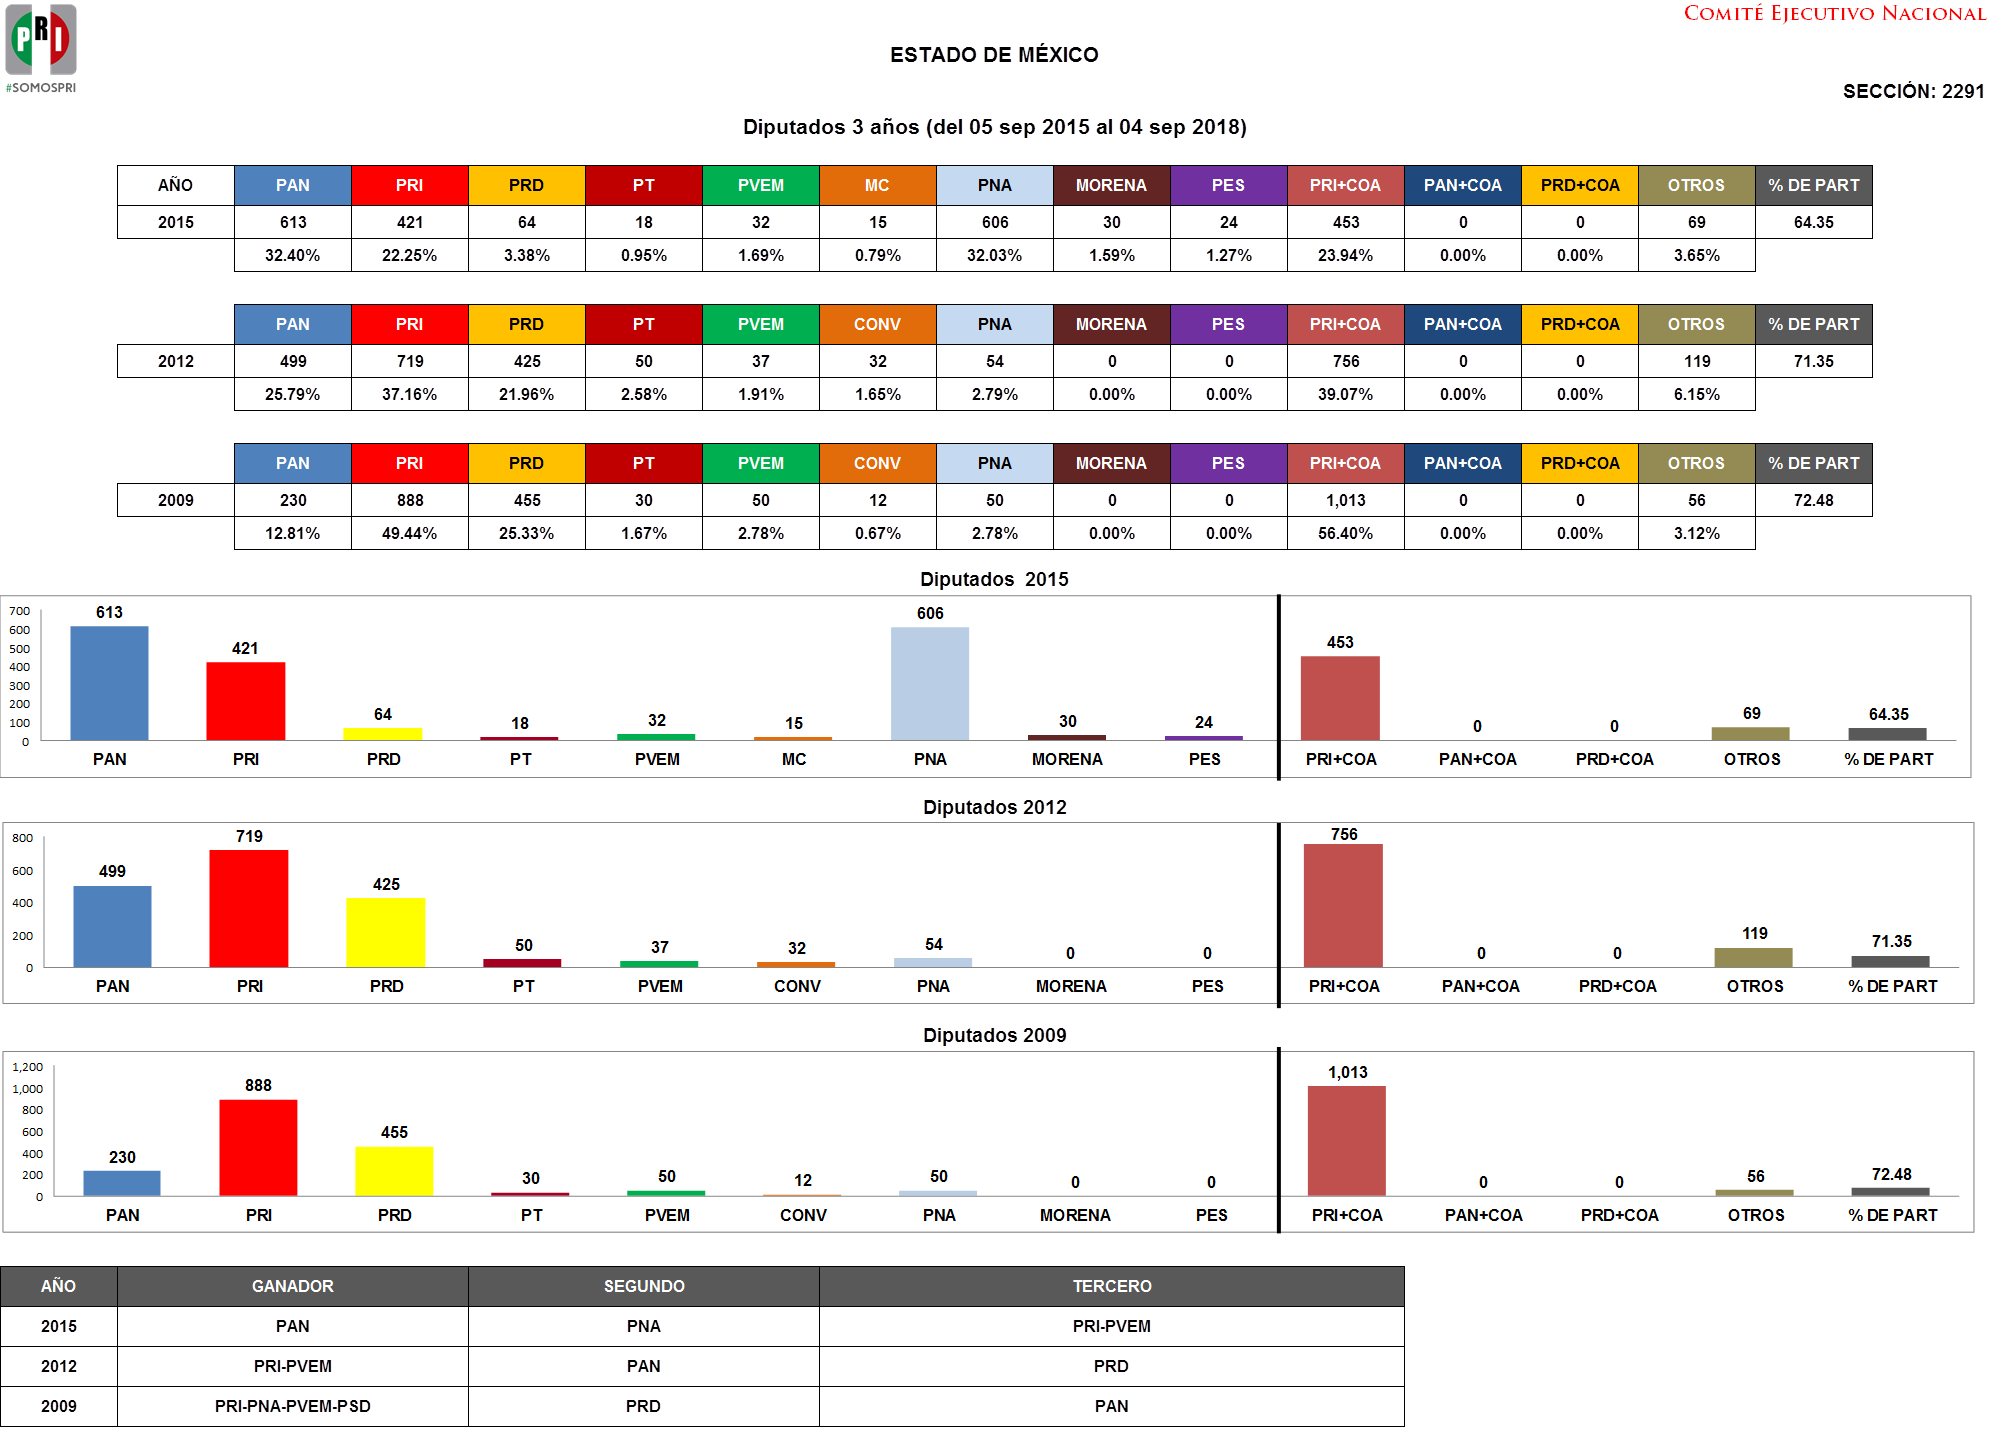 PRI
#SOMOSPRI
COMITÉ EJECUTIVO NACIONAL
ESTADO DE MÉXICO
SECCIÓN: 2291
Diputados 3 años (del 05 sep 2015 al 04 sep 2018)
AÑO PAN PRI PRD PT PVEM MC PNA MORENA PES PRI+COA PAN+COA PRD+COA OTROS % DE PART
2015 613 421 64 18 32 15 606 30 24 453 0 0 69 64.35
32.40% 22.25% 3.38% 0.95% 1.69% 0.79% 32.03% 1.59% 1.27% 23.94% 0.00% 0.00% 3.65%
PAN PRI PRD PT PVEM CONV PNA MORENA PES PRI+COA PAN+COA PRD+COA OTROS % DE PART
2012 499 719 425 50 37 32 54 0 0 756 0 0 119 71.35
25.79% 37.16% 21.96% 2.58% 1.91% 1.65% 2.79% 0.00% 0.00% 39.07% 0.00% 0.00% 6.15%
PAN PRI PRD PT PVEM CONV PNA MORENA PES PRI+COA PAN+COA PRD+COA OTROS % DE PART
2009 230 888 455 30 50 12 50 0 0 1,013 0 0 56 72.48
12.81% 49.44% 25.33% 1.67% 2.78% 0.67% 2.78% 0.00% 0.00% 56.40% 0.00% 0.00% 3.12%
Diputados 2015
700
600
500
400
300
200
100
0
613 421 64 18 32 15 606 30 24 453 0 0 69 64.35
PAN PRI PRD PT PVEM MC PNA MORENA PES PRI+COA PAN+COA PRD+COA OTROS % DE PART
Diputados 2012
800
600
400
200
0
499 719 425 50 37 32 54 0 0 756 0 0 119 71.35
PAN PRI PRD PT PVEM CONV PNA MORENA PES PRI+COA PAN+COA PRD+COA OTROS % DE PART
Diputados 2009
1,200
1,000
800
600
400
200
0
230 888 455 30 50 12 50 0 0 1,013 0 0 56 72.48
PAN PRI PRD PT PVEM CONV PNA MORENA PES PRI+COA PAN+COA PRD+COA OTROS % DE PART
AÑO GANADOR SEGUNDO TERCERO
2015 PAN PNA PRI-PVEM
2012 PRI-PVEM PAN PRD
2009 PRI-PNA-PVEM-PSD PRD PAN